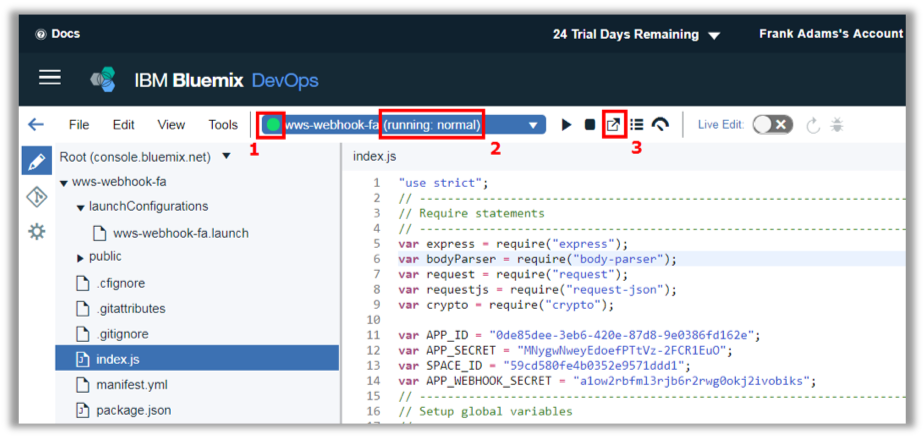 Docs
24 Trial Days Remaining
Frank Adams's Account
IBM Bluemix DevOps
File Edit View Tools
wws-webhook-fa (running: normal)
Live Edit:
1
2
3
Root (console.bluemix.net)
wws-webhook-fa
launchConfigurations
wws-webhook-fa.launch
public
.cfignore
.gitattributes
.gitignore
index.js
manifest.yml
package.json
index.js
1 "use strict";
2 // ----------------------------------------------------------------------
3 // Require statements
4 // ----------------------------------------------------------------------
5 var express = require("express");
6 var bodyParser = require("body-parser");
7 var request = require("request");
8 var requestjs = require("request-json");
9 var crypto = require("crypto");
10
11 var APP_ID = "0de85dee-3eb6-420e-87d8-9e0386fd162e";
12 var APP_SECRET = "MNygwNweyEdoefPTtVz-2FCR1EuO";
13 var SPACE_ID = "59cd580fe4b0352e9571ddd1";
14 var APP_WEBHOOK_SECRET = "a1ow2rbfml3rjb6r2rwg0okj2ivobiks";
15 // ----------------------------------------------------------------------
16 // Setup global variables